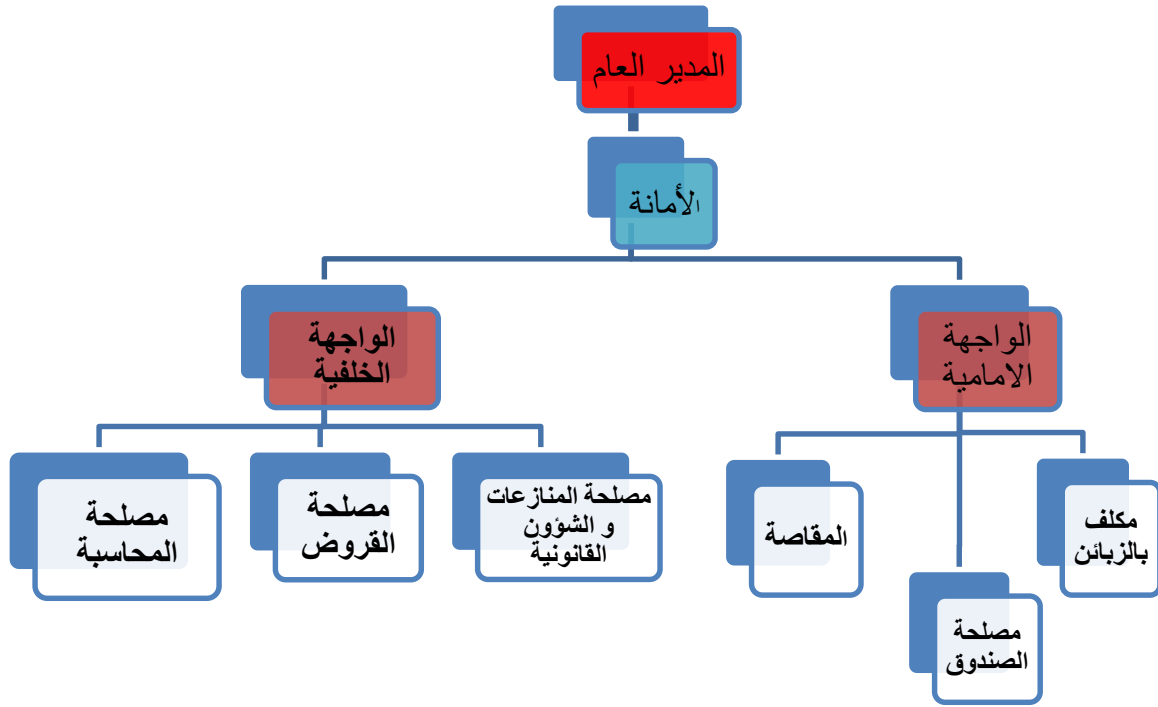 المدير العام
الأمانة
الواجهة
الامامية
الواجهة
الخلفية
مكلف
بالزبائن
مصلحة
الصندوق
المقاصة
مصلحة المنازعات
و الشؤون
القانونية
مصلحة
القروض
مصلحة
المحاسبة